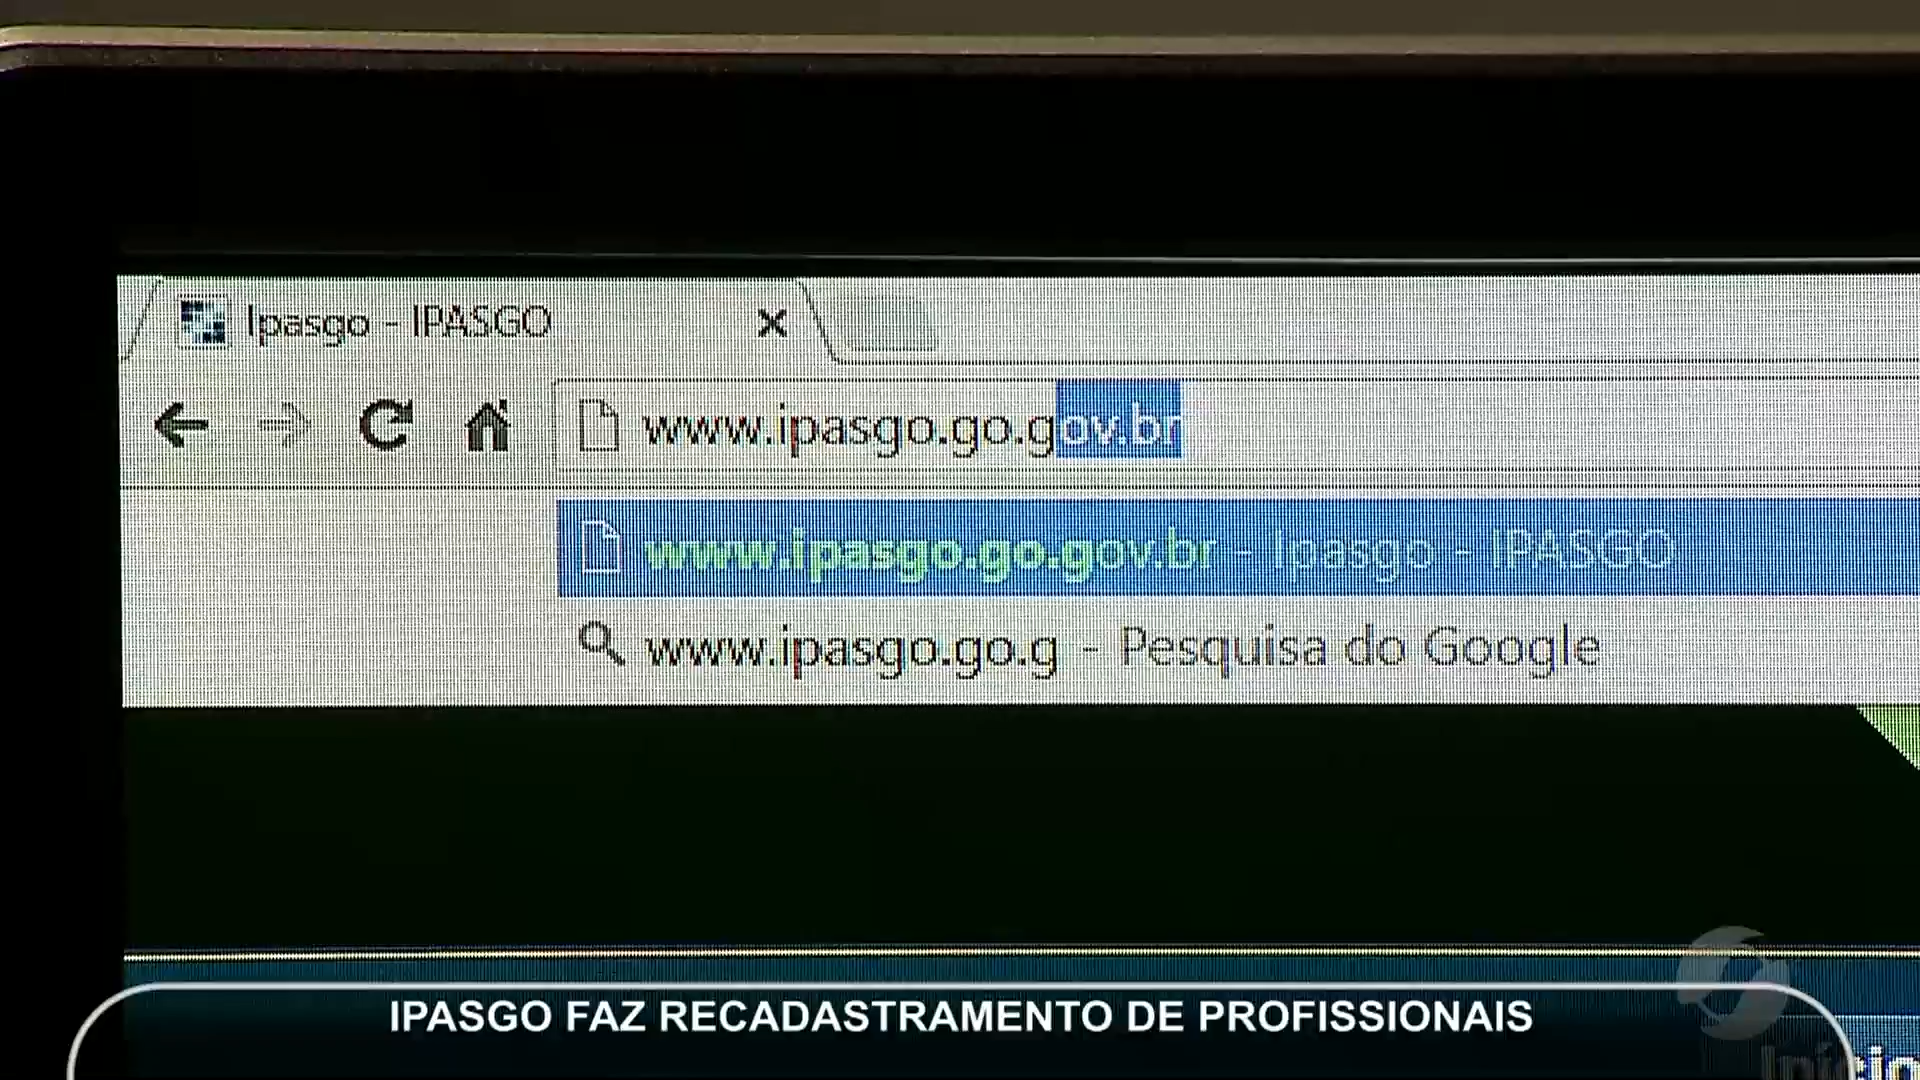 Ipasgo - IPASGO
www.ipasgo.go.gov.br
www.ipasgo.go.gov.br - Ipasgo - IPASGO
www.ipasgo.go.g - Pesquisa do Google
IPASGO FAZ RECADASTRAMENTO DE PROFISSIONAIS
Início